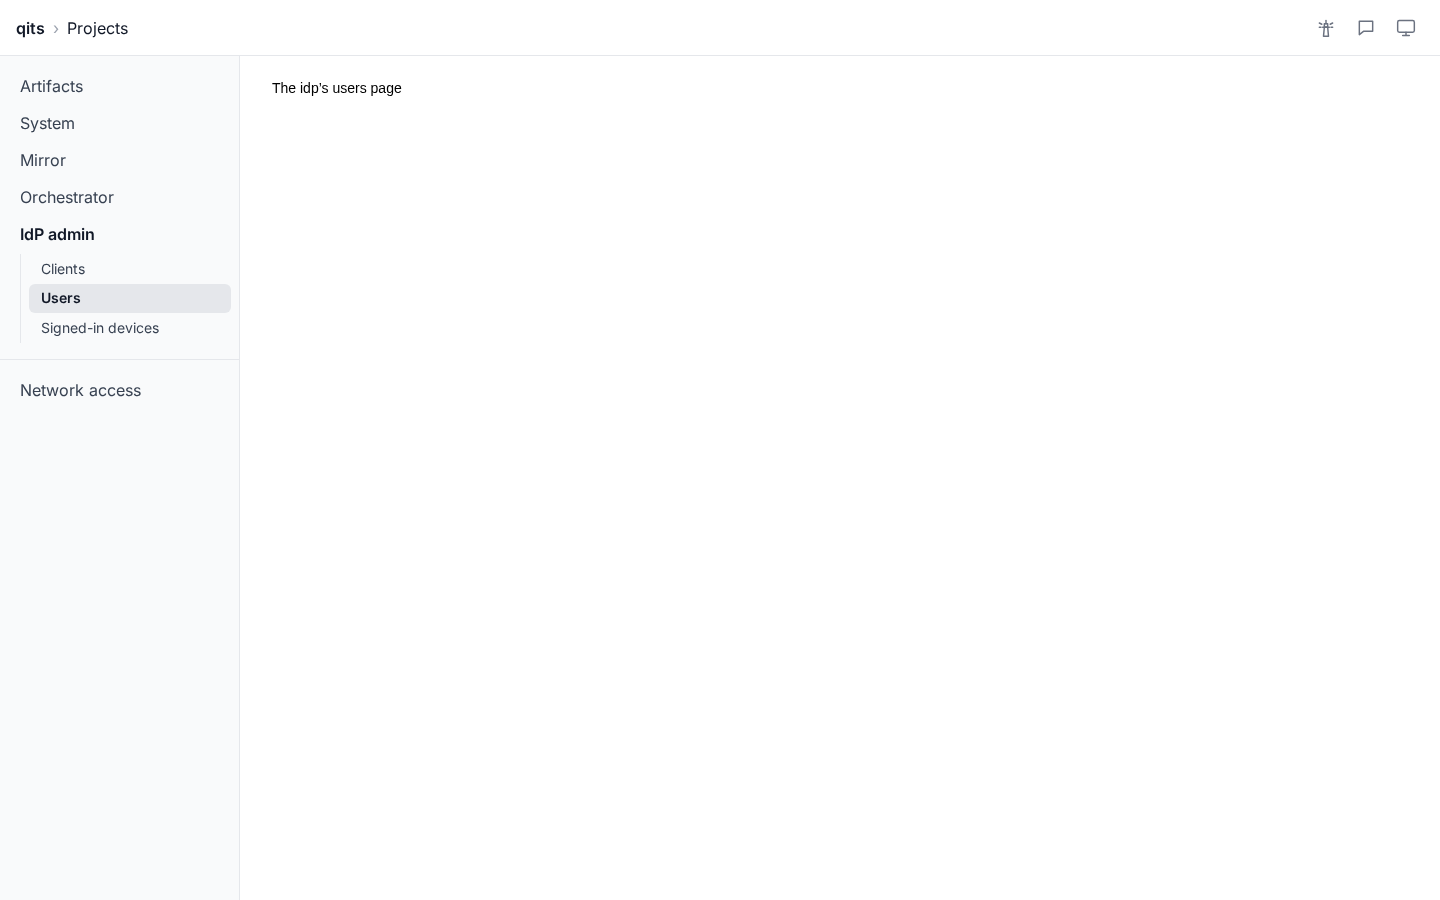 qits › Projects
Artifacts
System
Mirror
Orchestrator
IdP admin
Clients
Users
Signed-in devices
Network access
The idp's users page